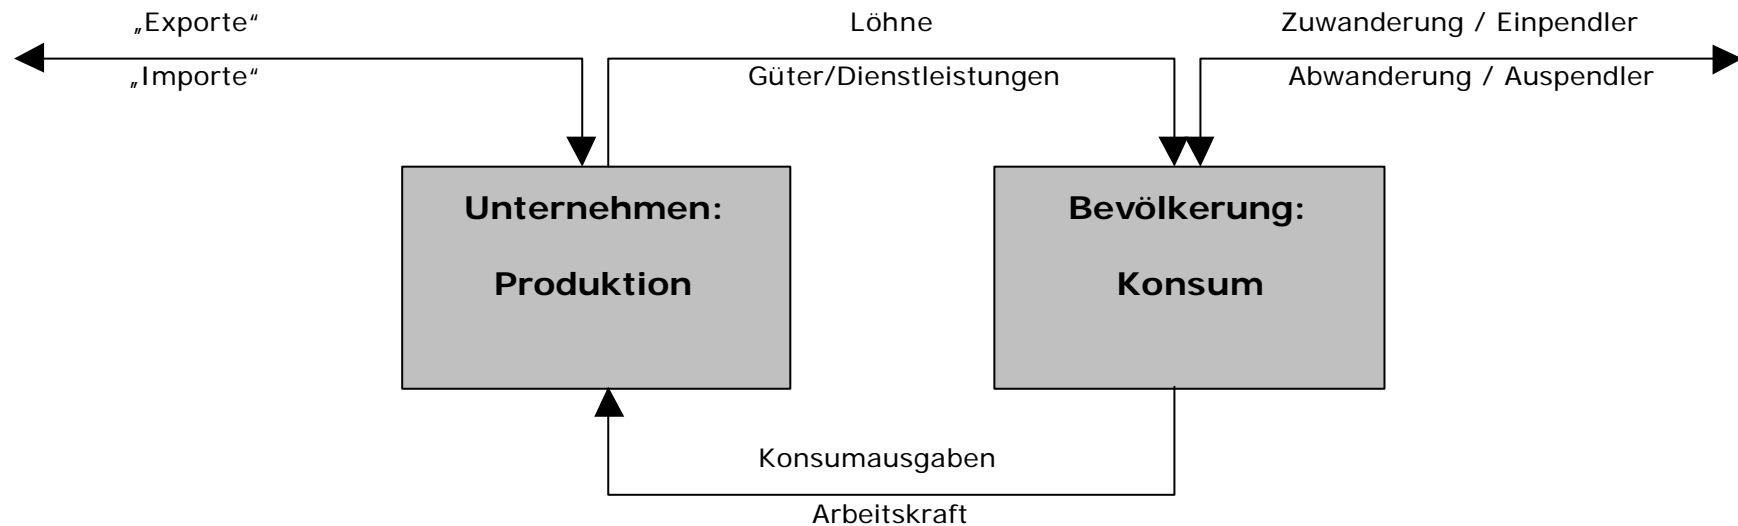 „Exporte“
Löhne
Zuwanderung / Einpendler
„Importe“
Güter/Dienstleistungen
Abwanderung / Auspendler
Unternehmen:
Produktion
Bevölkerung:
Konsum
Konsumausgaben
Arbeitskraft